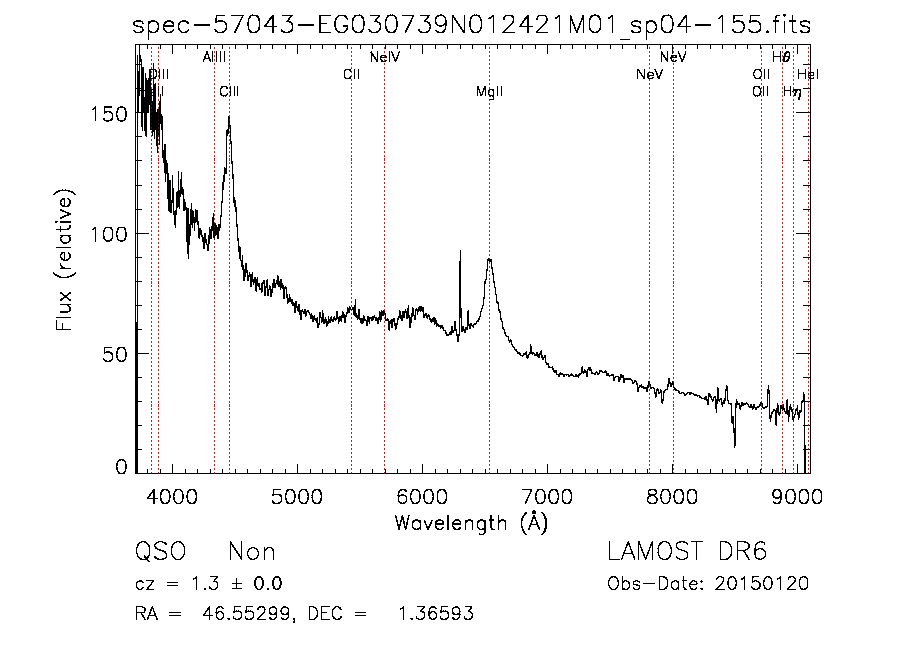 spec-57043-EG030739N012421M01_sp04-155.fits
AlIII NeIV NeV Hθ
OIII CII NeV OII HeI
CIII MgII OII Hη
150
100
50
0
Flux (relative)
4000 5000 6000 7000 8000 9000
Wavelength (Å)
QSO Non LAMOST DR6
cz = 1.3 ± 0.0 Obs-Date: 20150120
RA = 46.55299, DEC = 1.36593